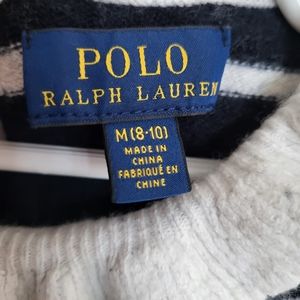 POLO
RALPH LAUREN
M(8-10)
MADE IN
CHINA
FABRIQUÉ EN
CHINE